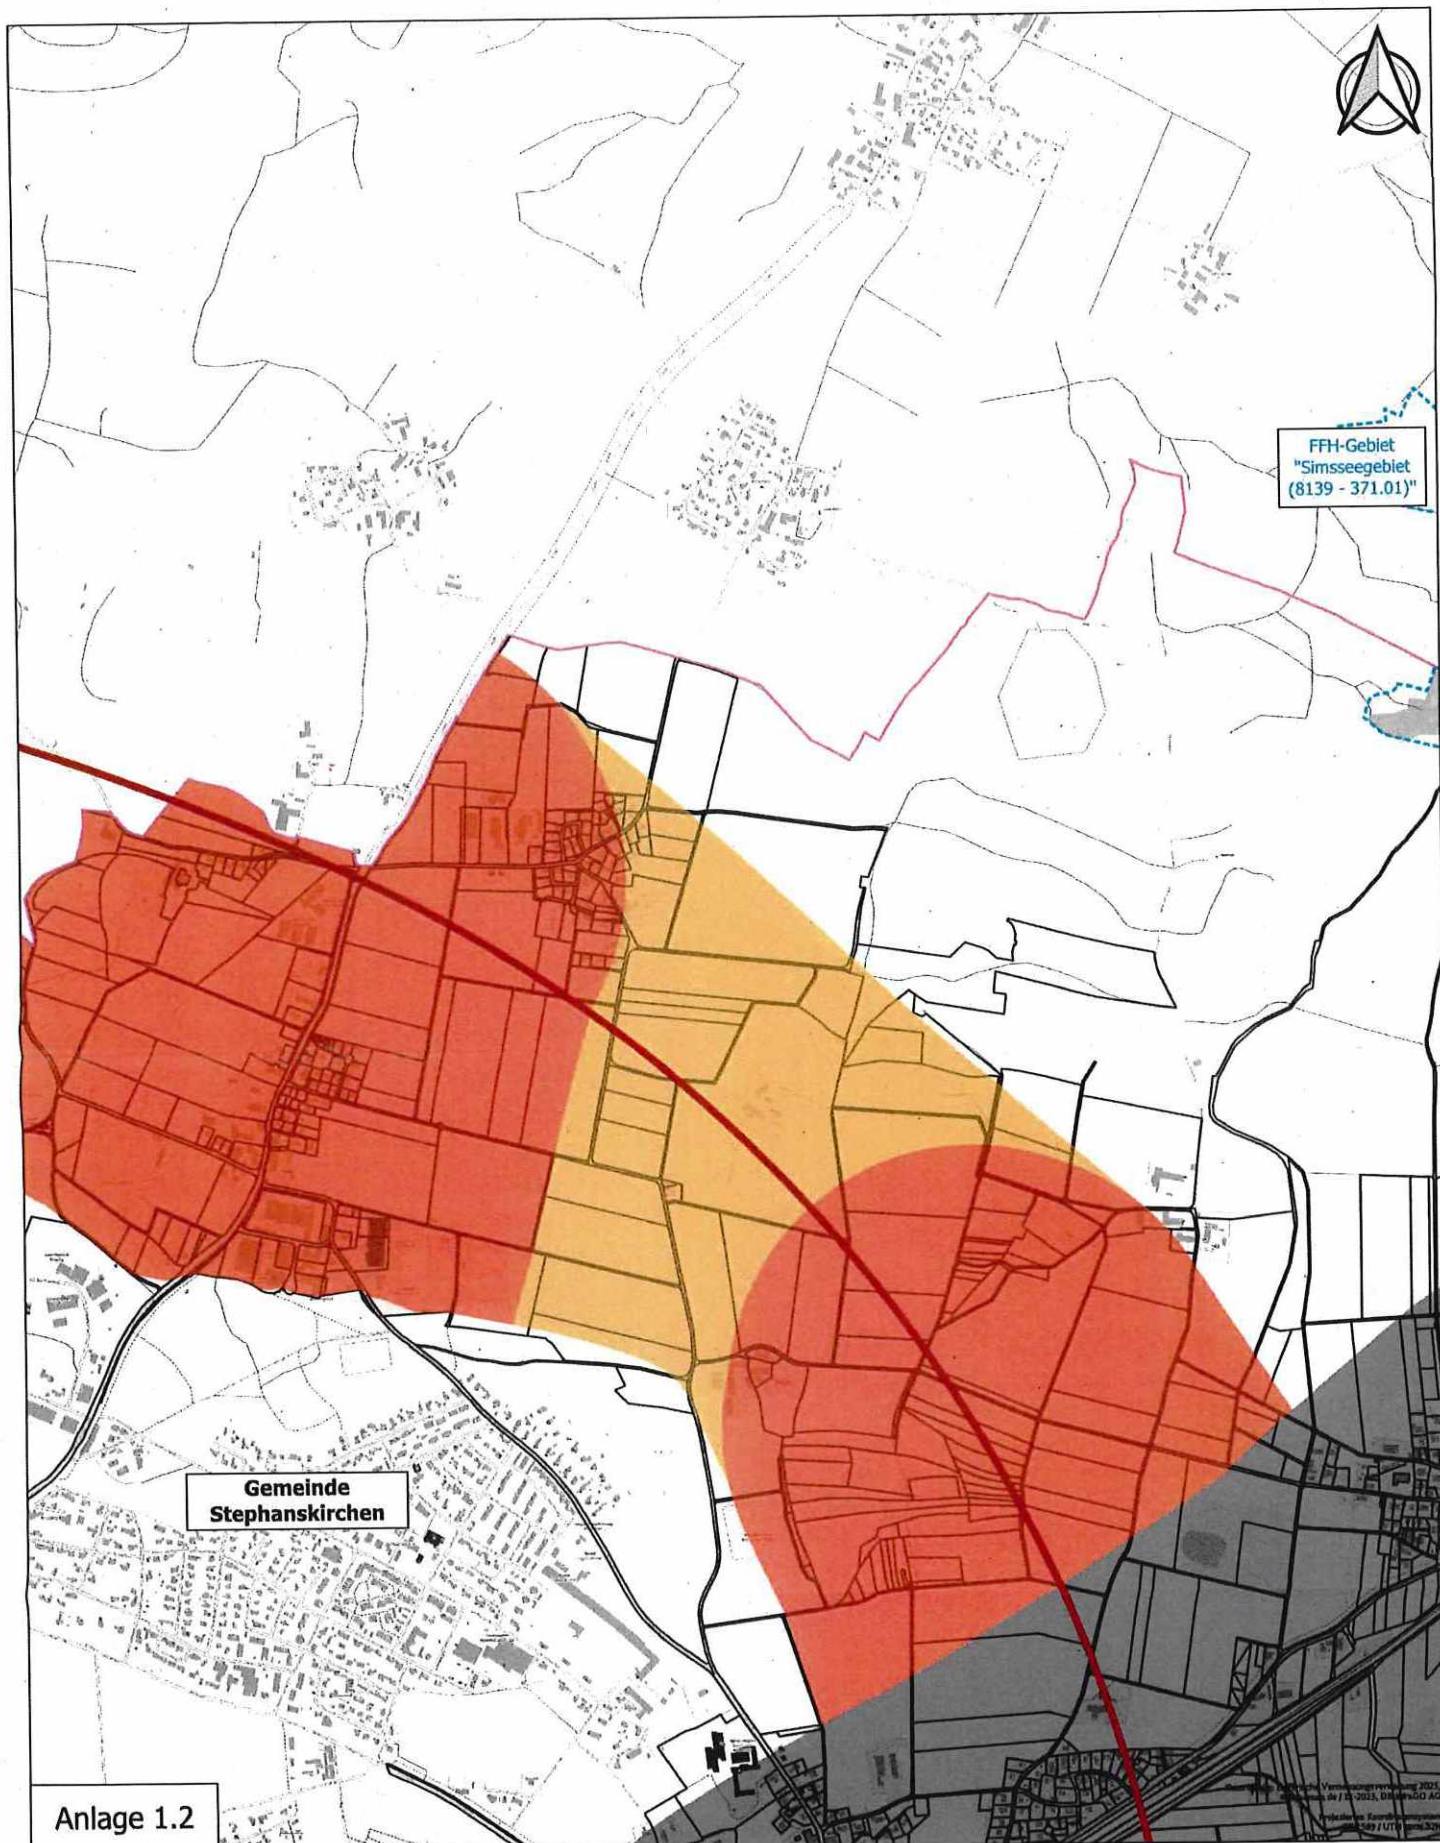 FFH-Gebiet
"Simsseegebiet
(8139 - 371.01)"
Gemeinde
Stephanskirchen
Anlage 1.2